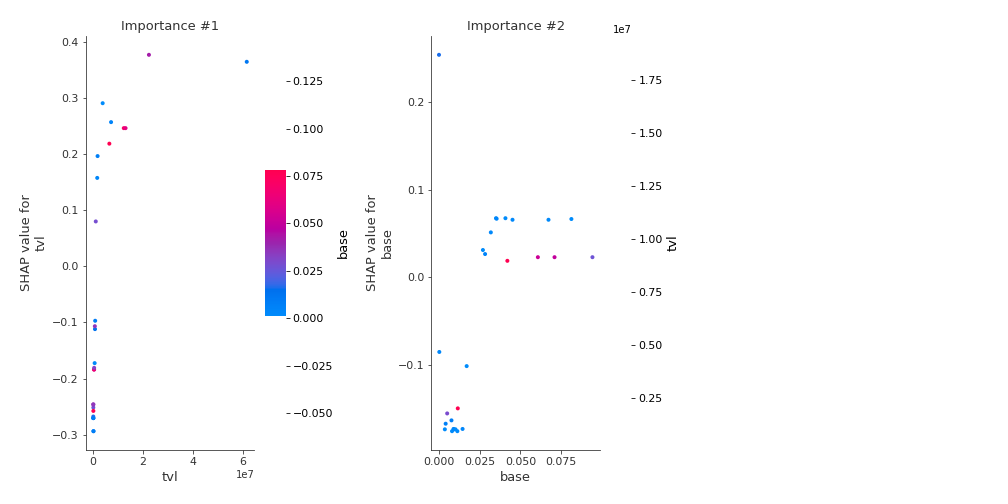 Importance #1
0.4
0.3
0.2
0.1
0.0
−0.1
−0.2
−0.3
SHAP value for
tvl
0
2
4
6
1e7
tvl
0.125
0.100
0.075
0.050
0.025
0.000
−0.025
−0.050
base
Importance #2
0.2
0.1
0.0
−0.1
SHAP value for
base
0.000
0.025
0.050
0.075
base
1e7
1.75
1.50
1.25
1.00
0.75
0.50
0.25
tvl